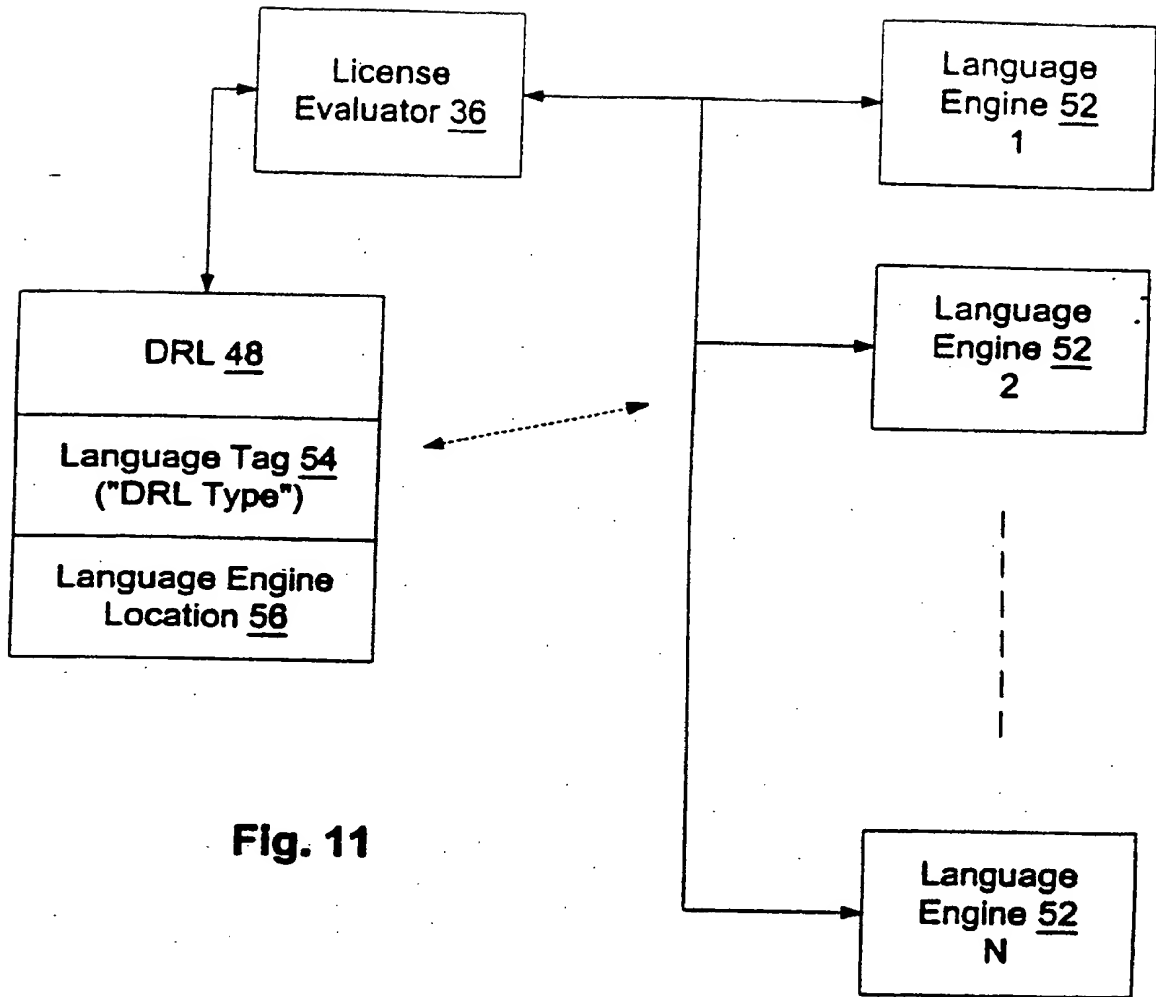 License
Evaluator 36
Language
Engine 52
1
DRL 48
Language Tag 54
("DRL Type")
Language Engine
Location 56
Language
Engine 52
2
Language
Engine 52
N
Fig. 11